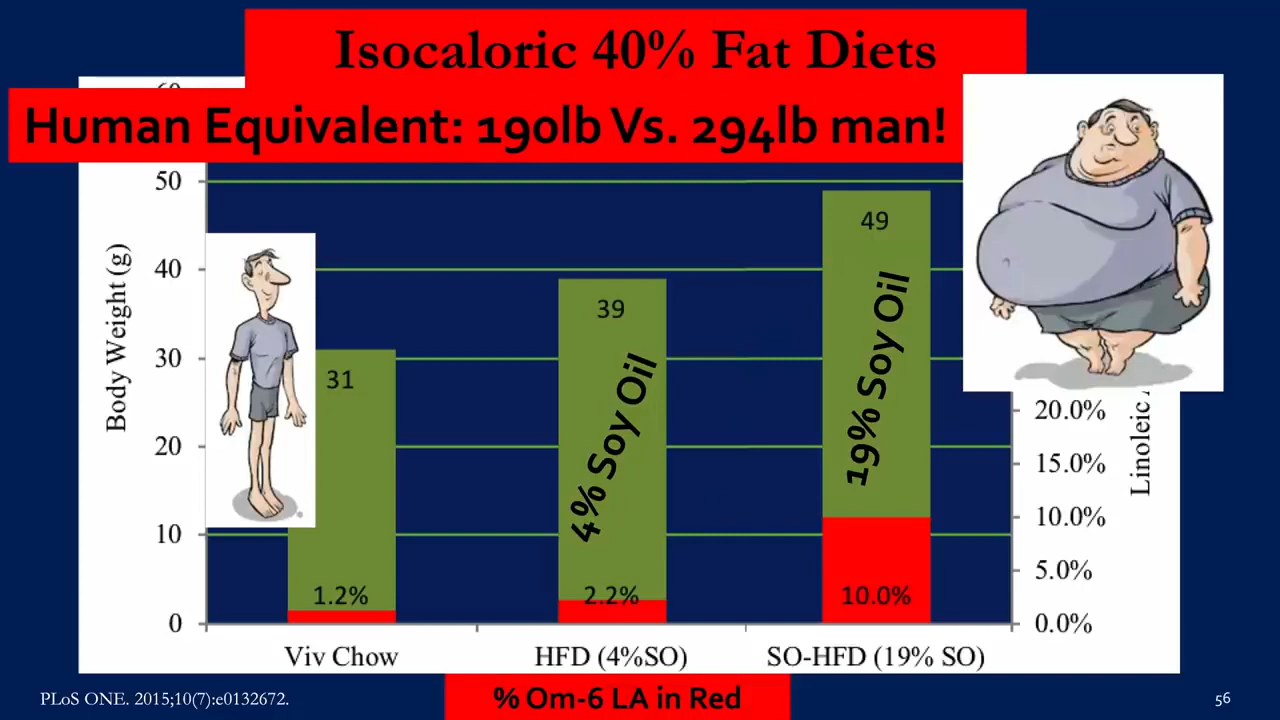 Isocaloric 40% Fat Diets
Human Equivalent: 190lb Vs. 294lb man!
50
40
30
20
10
0
Body Weight (g)
31
1.2%
39
4% Soy Oil
2.2%
49
19% Soy Oil
10.0%
20.0%
15.0%
10.0%
5.0%
0.0%
Linoleic
Viv Chow
HFD (4%SO)
SO-HFD (19% SO)
% Om-6 LA in Red
PLoS ONE. 2015;10(7):e0132672.
56